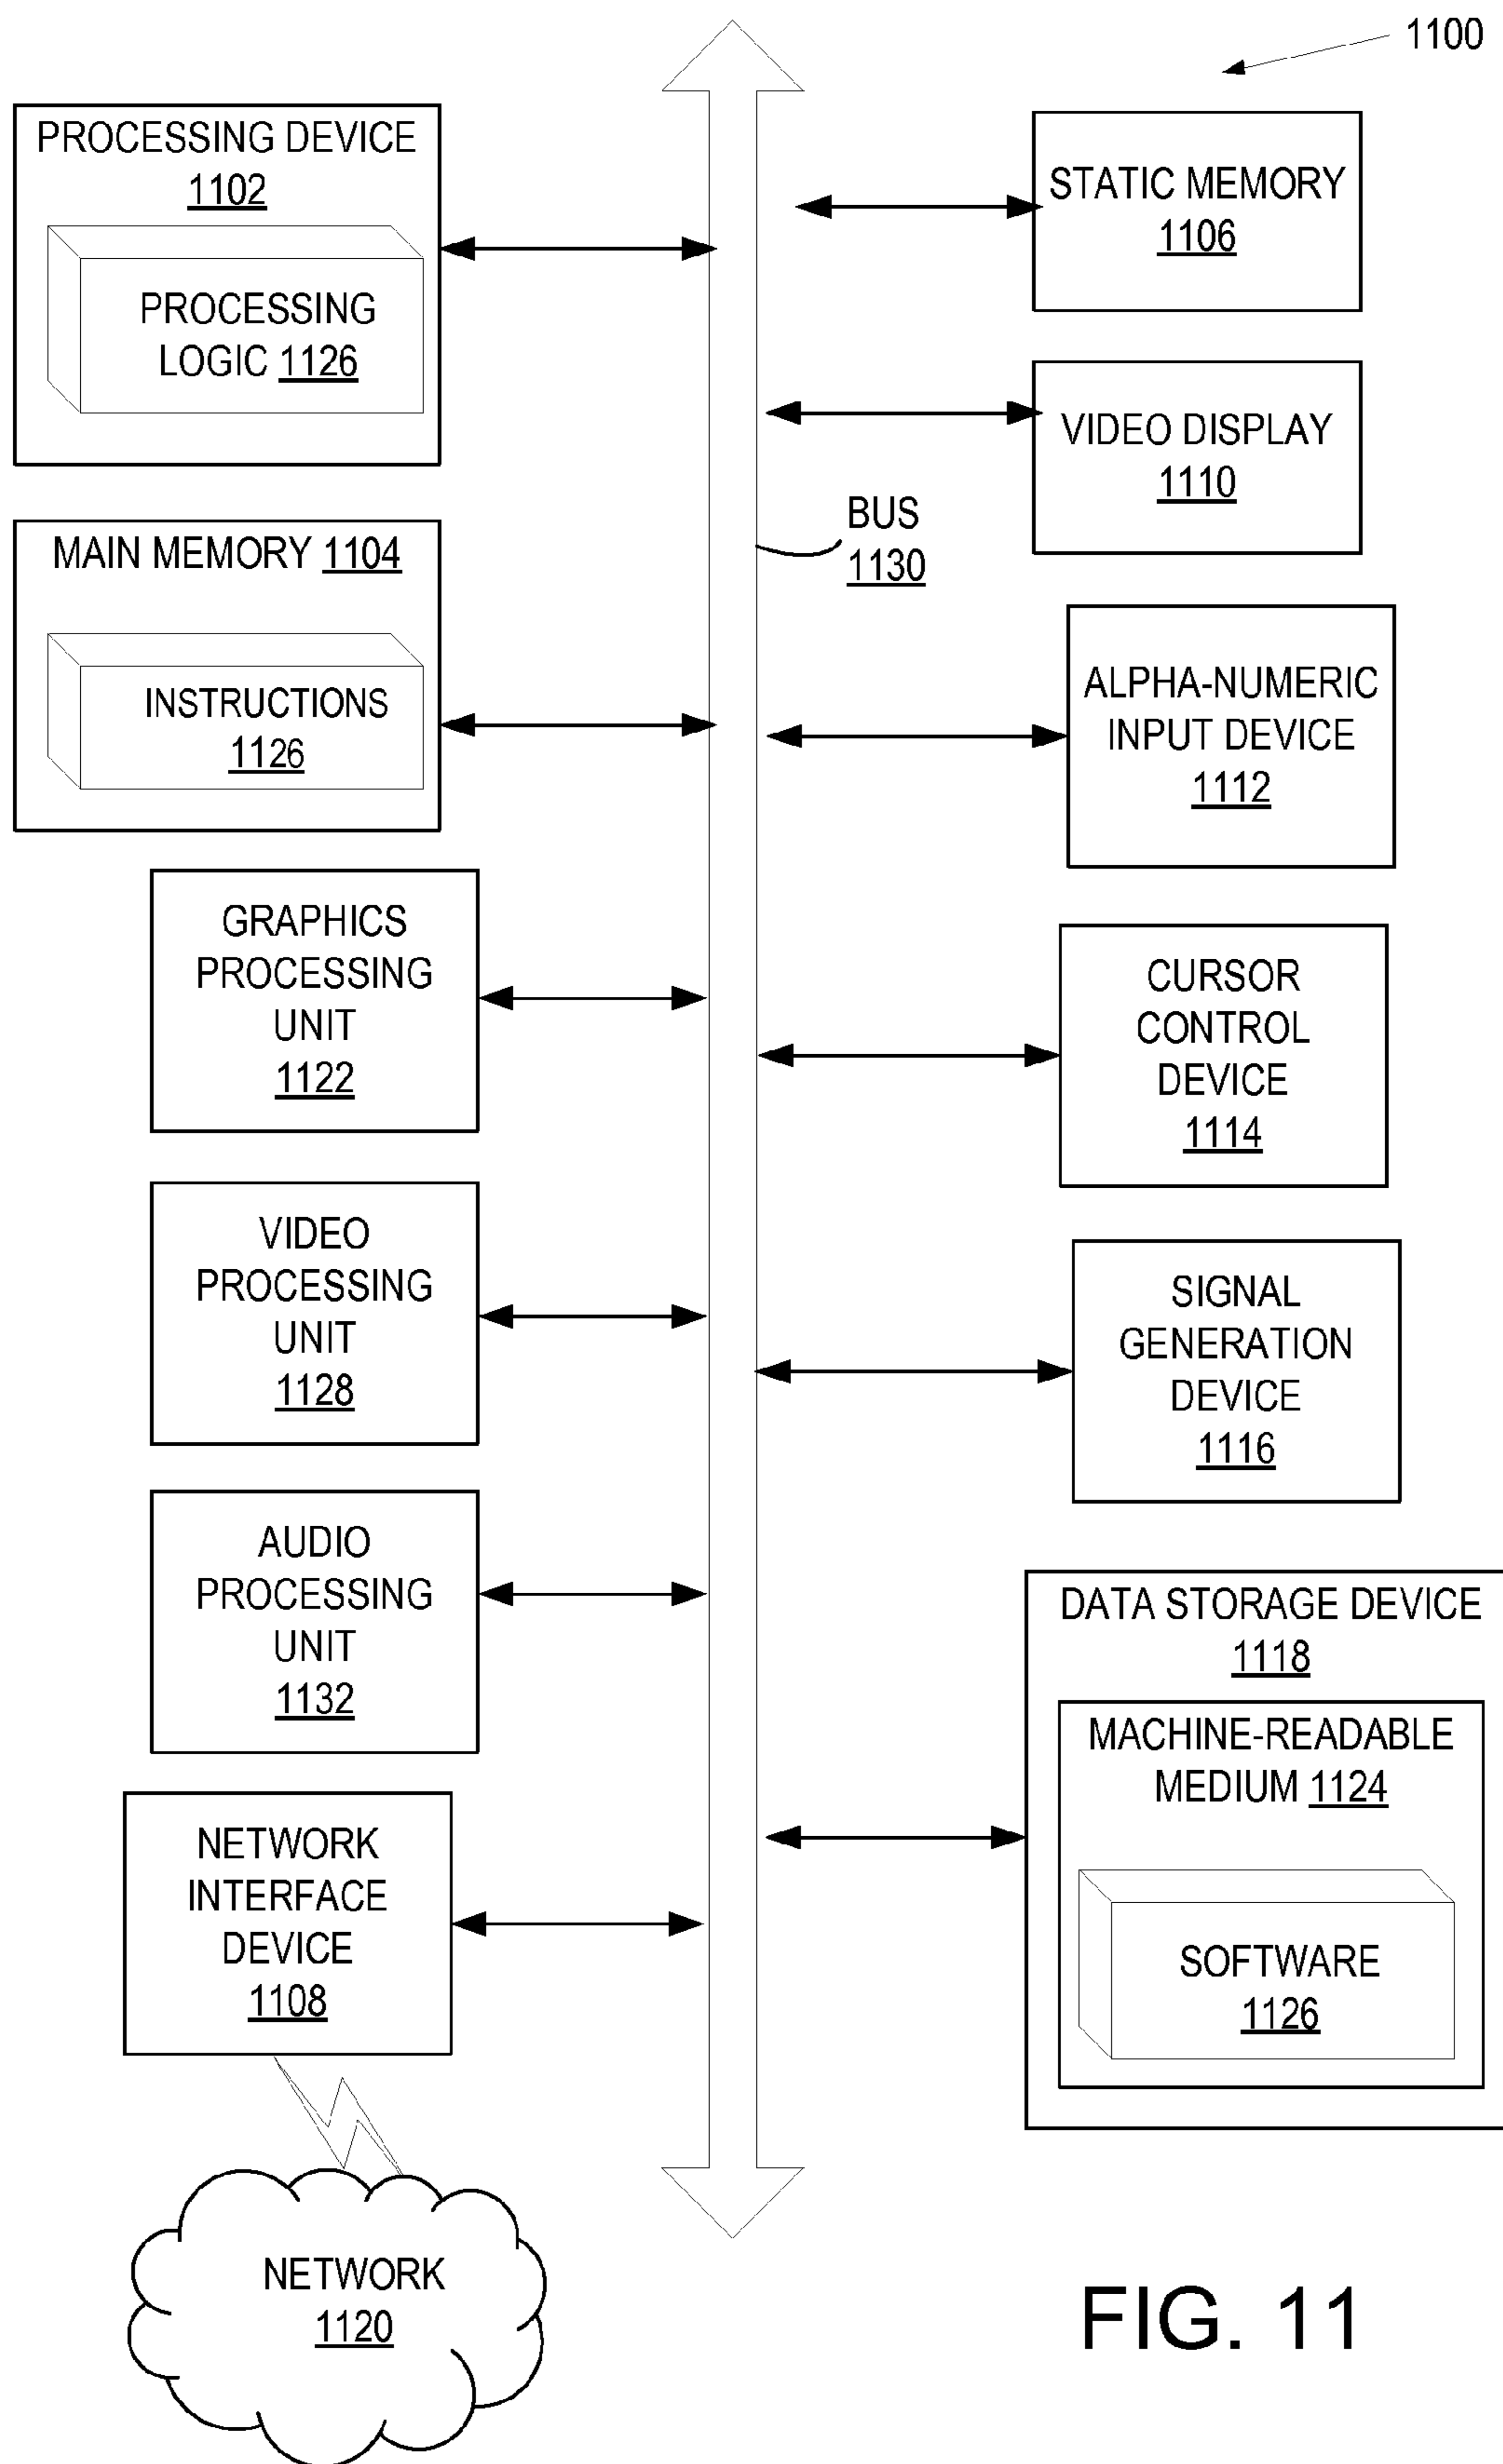 1100
PROCESSING DEVICE
1102
PROCESSING
LOGIC 1126
MAIN MEMORY 1104
INSTRUCTIONS
1126
GRAPHICS
PROCESSING
UNIT
1122
VIDEO
PROCESSING
UNIT
1128
AUDIO
PROCESSING
UNIT
1132
NETWORK
INTERFACE
DEVICE
1108
NETWORK
1120
BUS
1130
STATIC MEMORY
1106
VIDEO DISPLAY
1110
ALPHA-NUMERIC
INPUT DEVICE
1112
CURSOR
CONTROL
DEVICE
1114
SIGNAL
GENERATION
DEVICE
1116
DATA STORAGE DEVICE
1118
MACHINE-READABLE
MEDIUM 1124
SOFTWARE
1126
FIG. 11